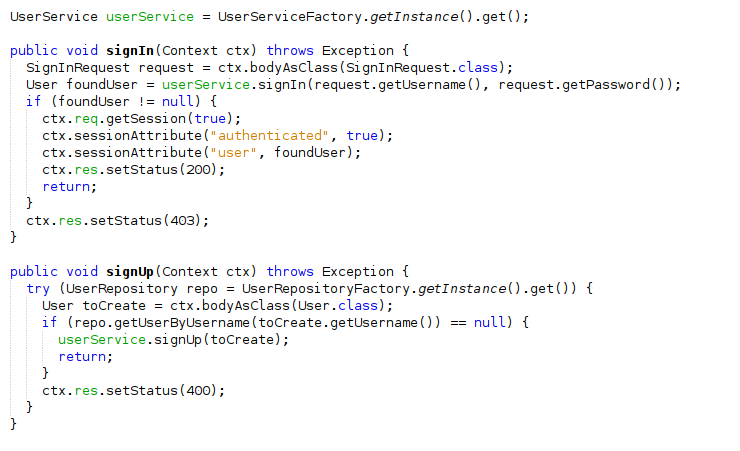 UserService userService = UserServiceFactory.getInstance().get();

public void signIn(Context ctx) throws Exception {
  SignInRequest request = ctx.bodyAsClass(SignInRequest.class);
  User foundUser = userService.signIn(request.getUsername(), request.getPassword());
  if (foundUser != null) {
    ctx.req.getSession(true);
    ctx.sessionAttribute("authenticated", true);
    ctx.sessionAttribute("user", foundUser);
    ctx.res.setStatus(200);
    return;
  }
  ctx.res.setStatus(403);
}

public void signUp(Context ctx) throws Exception {
  try (UserRepository repo = UserRepositoryFactory.getInstance().get()) {
    User toCreate = ctx.bodyAsClass(User.class);
    if (repo.getUserByUsername(toCreate.getUsername()) == null) {
      userService.signUp(toCreate);
      return;
    }
    ctx.res.setStatus(400);
  }
}